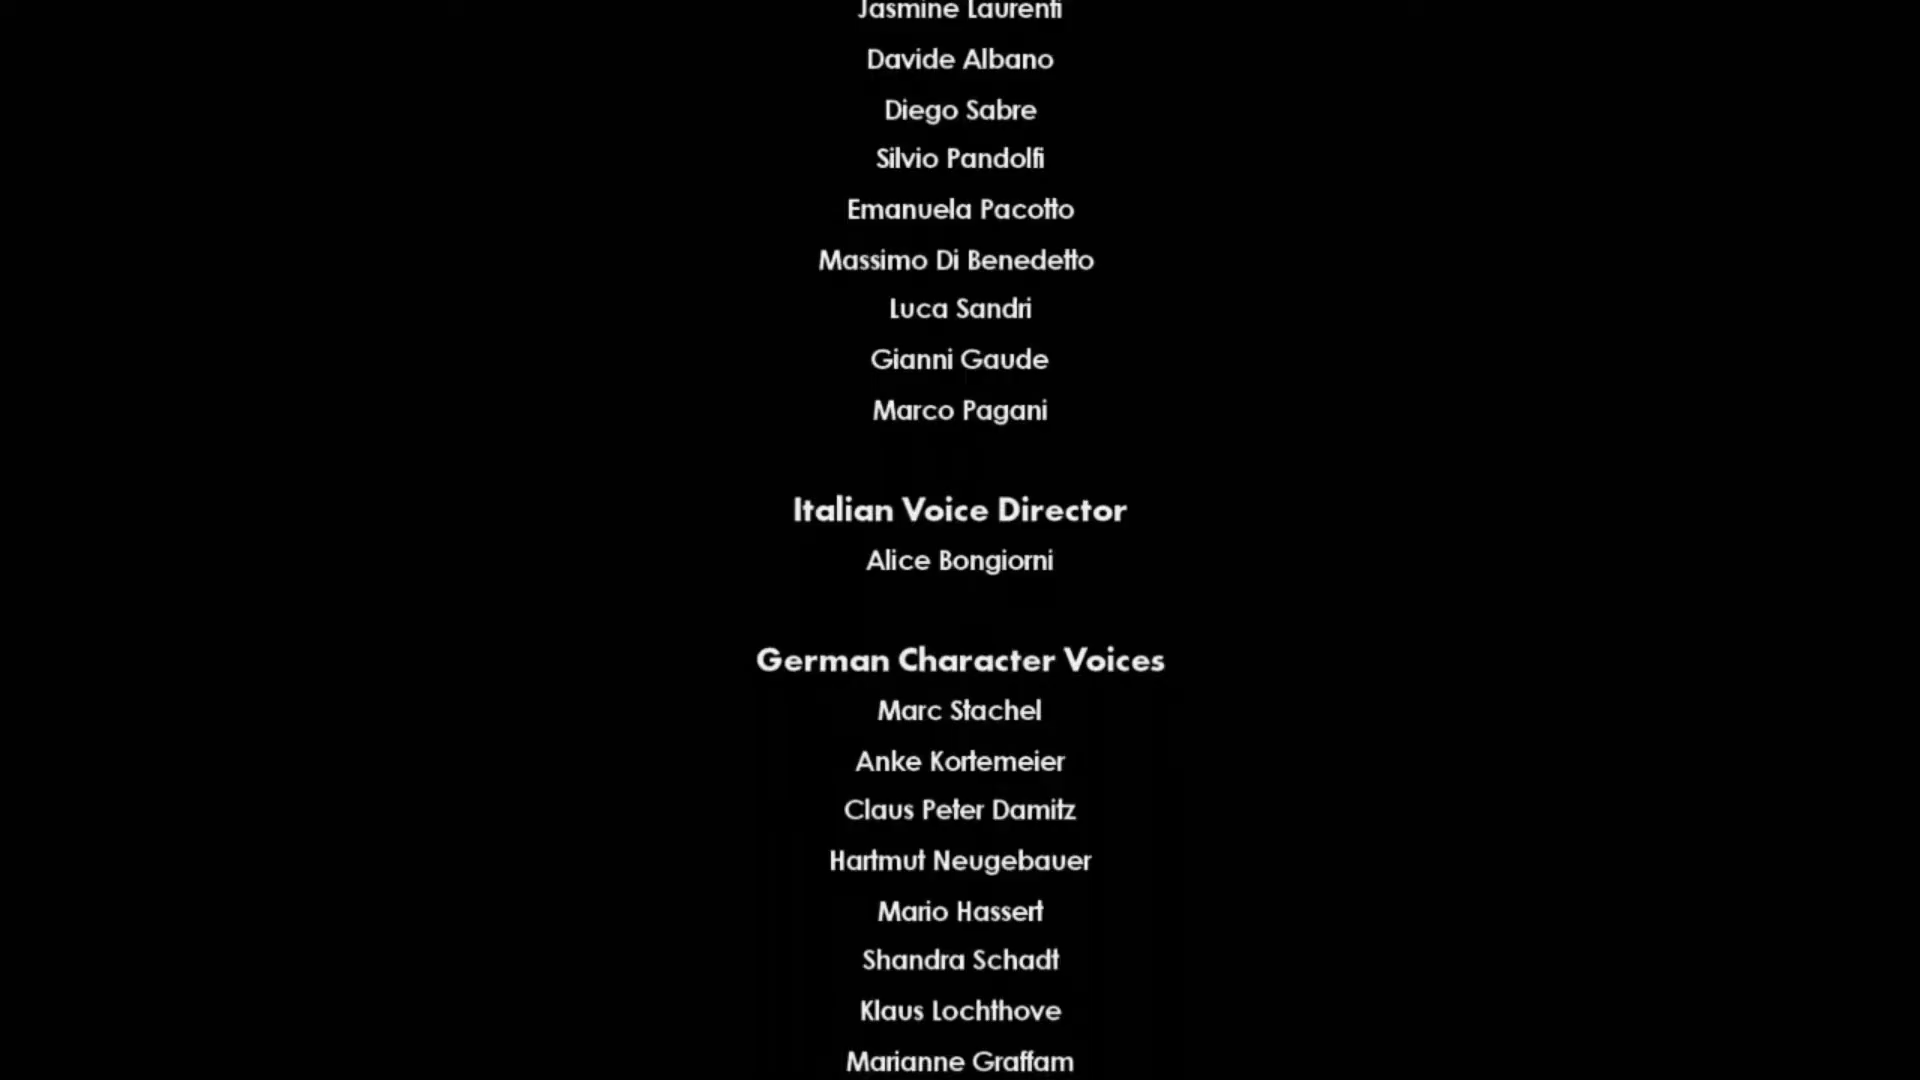 Jasmine Laurenti
Davide Albano
Diego Sabre
Silvio Pandolfi
Emanuela Pacotto
Massimo Di Benedetto
Luca Sandri
Gianni Gaude
Marco Pagani
Italian Voice Director
Alice Bongiorni
German Character Voices
Marc Stachel
Anke Kortemeier
Claus Peter Damitz
Hartmut Neugebauer
Mario Hassert
Shandra Schadt
Klaus Lochthove
Marianne Graffam